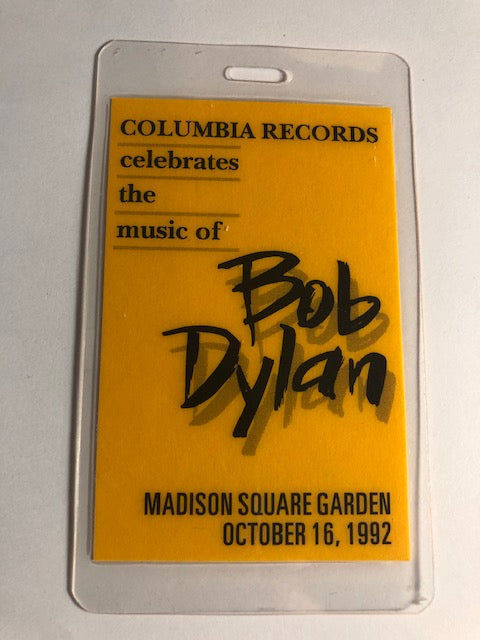 COLUMBIA RECORDS
celebrates
the
music of
Bob
Dylan
MADISON SQUARE GARDEN
OCTOBER 16, 1992